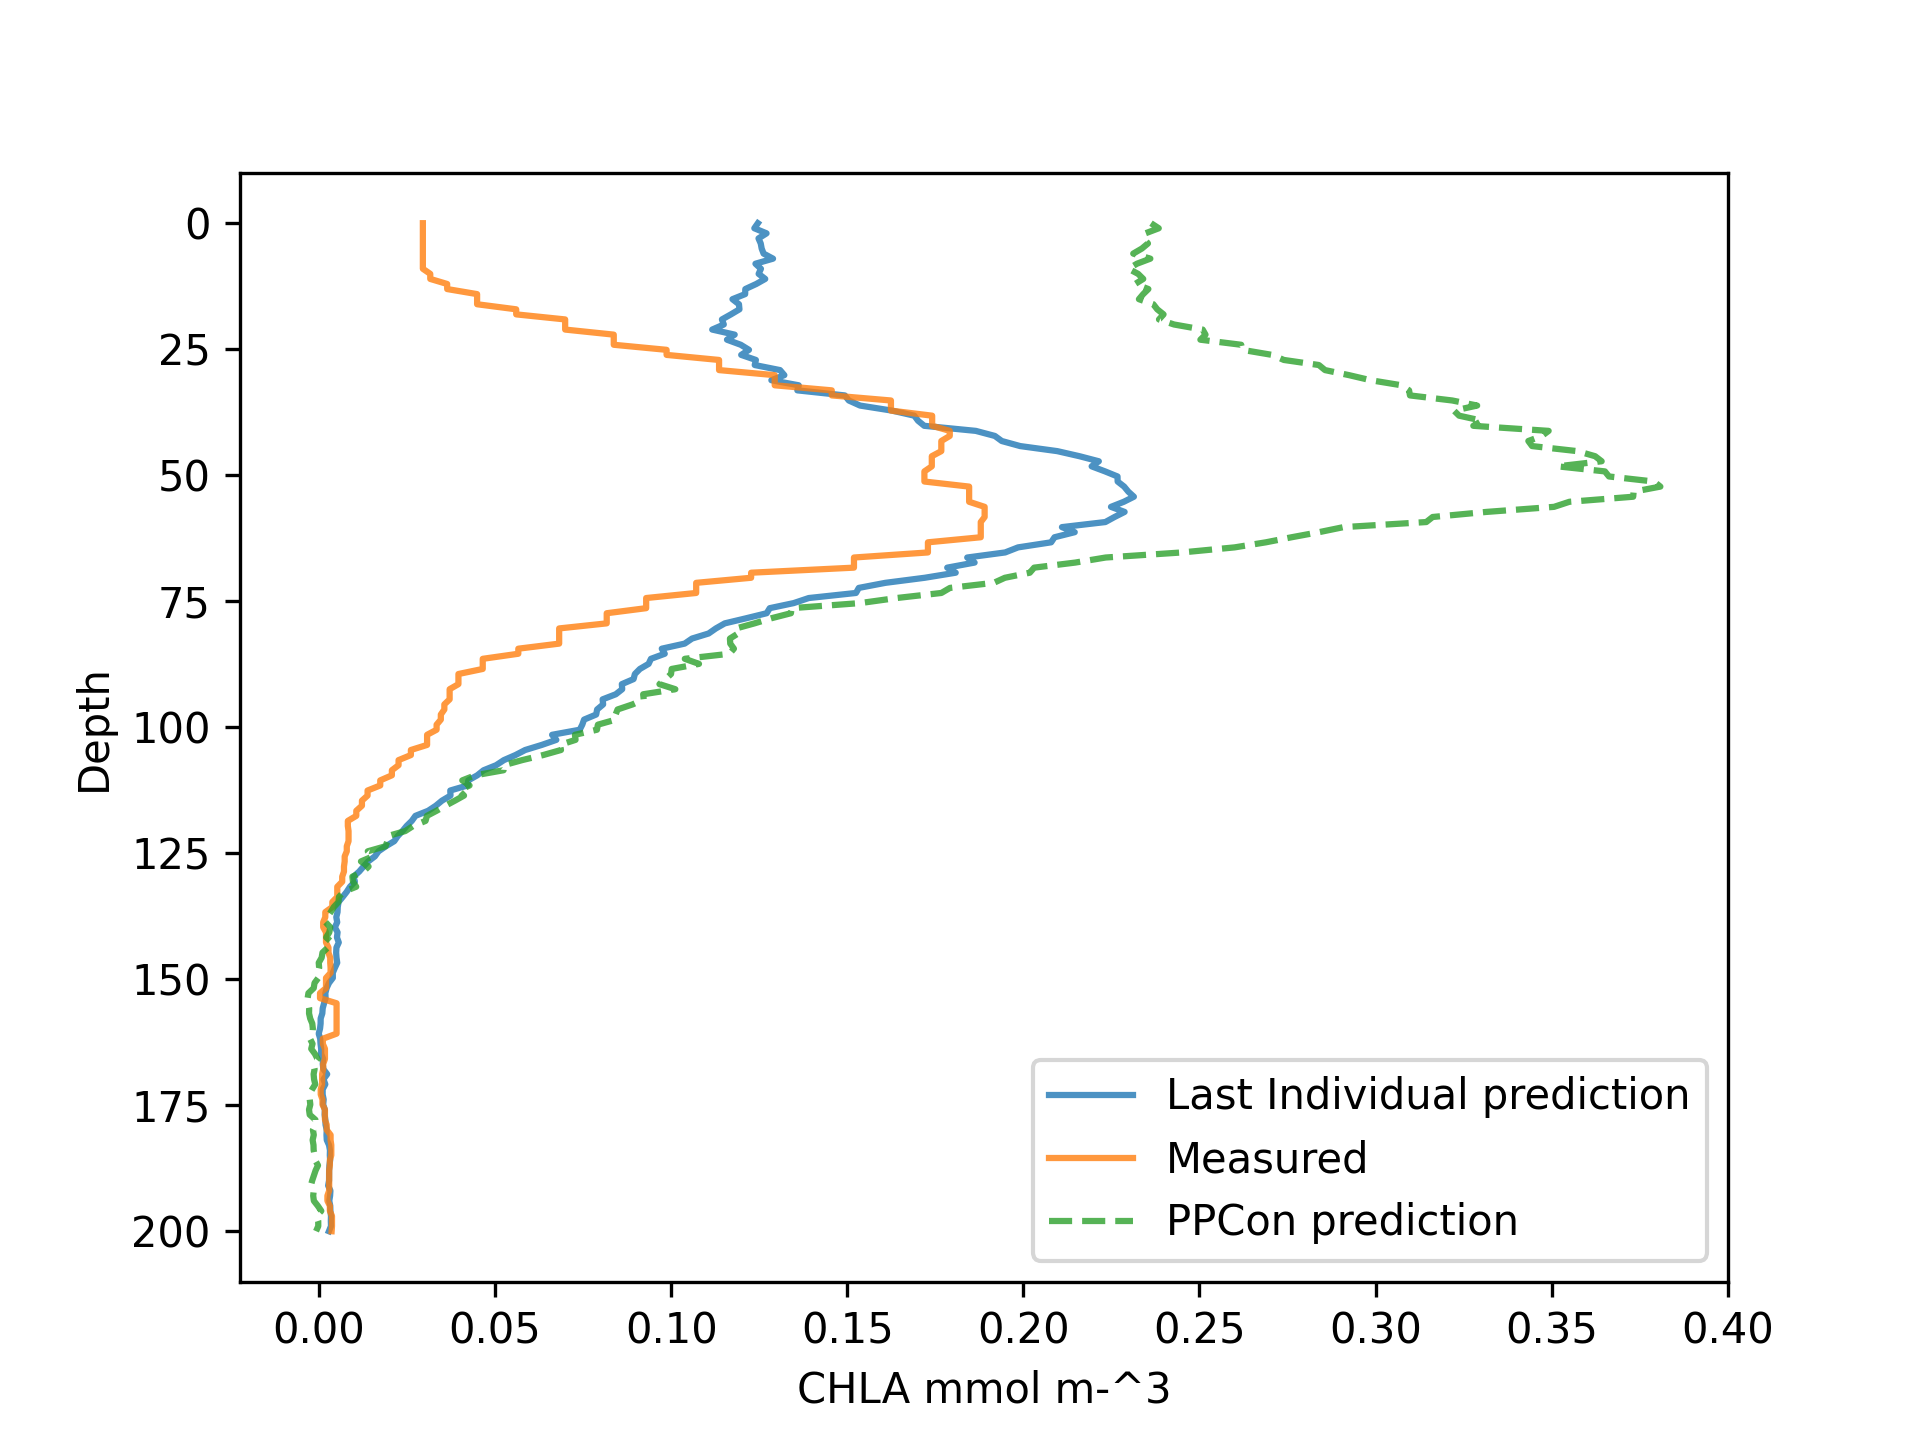 0
25
50
75
100
125
150
175
200
Depth
0.00 0.05 0.10 0.15 0.20 0.25 0.30 0.35 0.40
CHLA mmol m-^3
Last Individual prediction
Measured
PPCon prediction